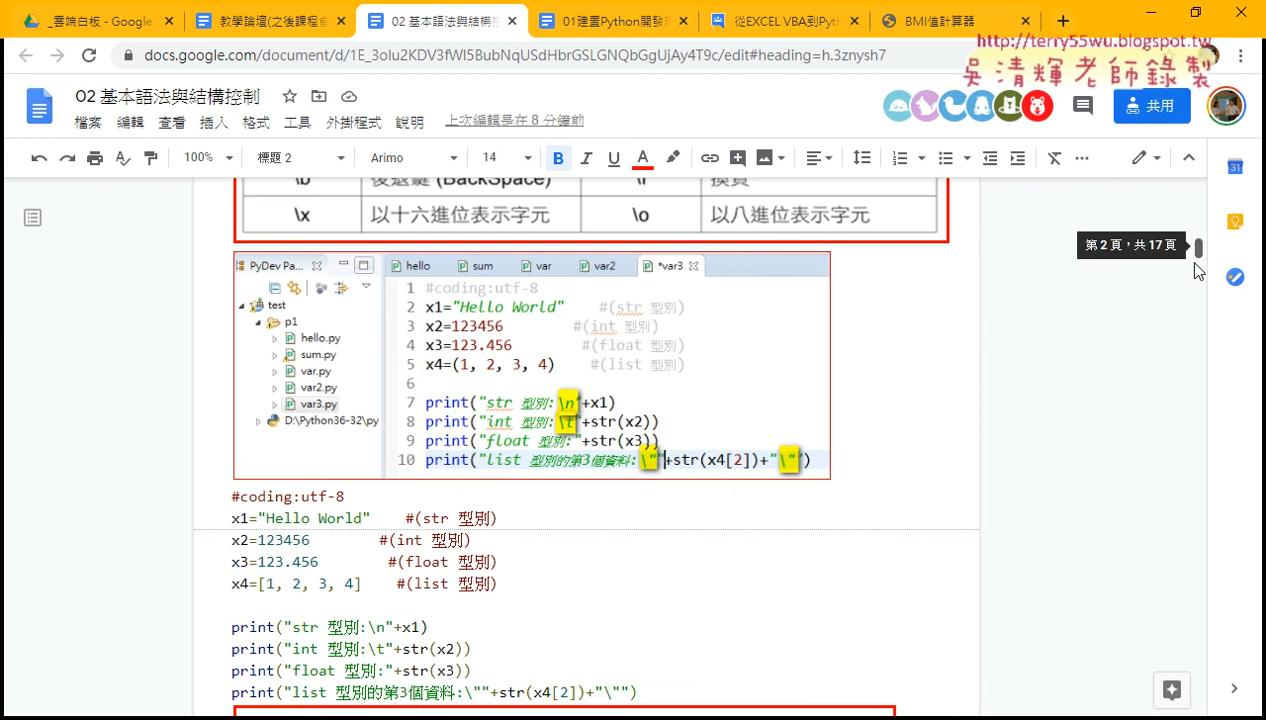 _雲端白板 - Google
教學論壇(之後課程會
02 基本語法與結構控
01建置Python開發環
從EXCEL VBA到Pyth
BMI值計算器
docs.google.com/document/d/1E_3oIu2KDV3fWI5BubNqUSdHbrGSLGNQbGgUjAy4T9c/edit#heading=h.3znysh7
http://terry55wu.blogspot.tw
吳清輝老師錄製
02 基本語法與結構控制
檔案 編輯 查看 插入 格式 工具 外掛程式 說明 上次編輯是在 8 分鐘前
共用
100% 標題 2 Arimo 14 B I U A
\b 後退鍵 (BackSpace) 換頁
\x 以十六進位表示字元 \o 以八進位表示字元
第 2 頁，共 17 頁
PyDev Pa... hello sum var var2 *var3
test
p1
hello.py
sum.py
var.py
var2.py
var3.py
D:\Python36-32\py
1 #coding:utf-8
2 x1="Hello World" #(str 型別)
3 x2=123456 #(int 型別)
4 x3=123.456 #(float 型別)
5 x4=(1, 2, 3, 4) #(list 型別)
6
7 print("str 型別:\n"+x1)
8 print("int 型別:\t"+str(x2))
9 print("float 型別:"+str(x3))
10 print("list 型別的第3個資料:\""+str(x4[2])+"\"")
#coding:utf-8
x1="Hello World" #(str 型別)
x2=123456 #(int 型別)
x3=123.456 #(float 型別)
x4=[1, 2, 3, 4] #(list 型別)
print("str 型別:\n"+x1)
print("int 型別:\t"+str(x2))
print("float 型別:"+str(x3))
print("list 型別的第3個資料:\""+str(x4[2])+"\"")
31